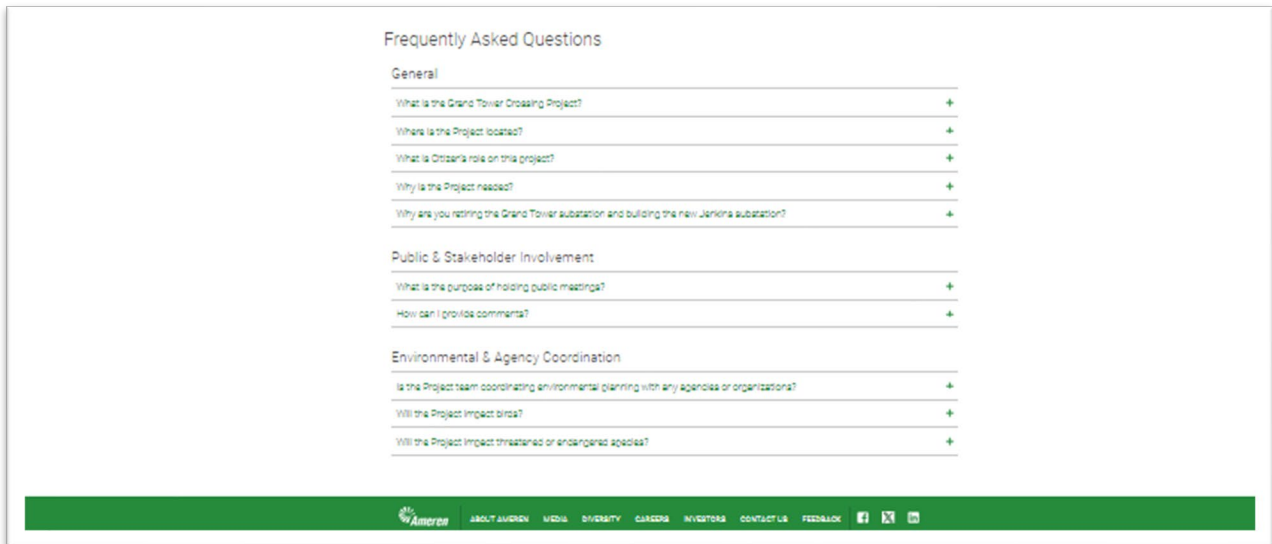 Frequently Asked Questions
General
What is the Grand Tower Crossing Project?
Where is the Project located?
What is Citizen's role on this project?
Why is the Project needed?
Why are you retiring the Grand Tower substation and building the new Jenkins substation?
Public & Stakeholder Involvement
What is the purpose of holding public meetings?
How can I provide comments?
Environmental & Agency Coordination
Is the Project team coordinating environmental planning with any agencies or organizations?
Will the Project impact birds?
Will the Project impact threatened or endangered species?
Ameren ABOUT AMEREN MEDIA DIVERSITY CAREERS INVESTORS CONTACT US FEEDBACK